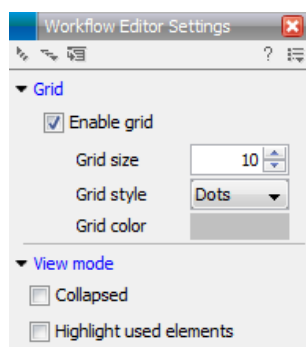 Workflow Editor Settings
?
Grid
Enable grid
Grid size 10
Grid style Dots
Grid color
View mode
Collapsed
Highlight used elements